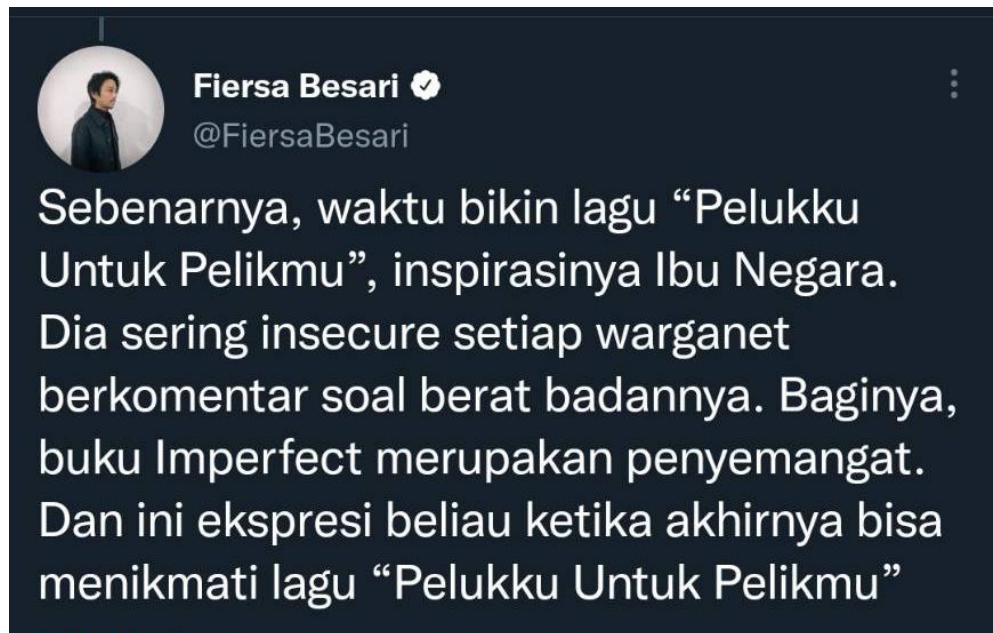 Fiersa Besari
@FiersaBesari
Sebenarnya, waktu bikin lagu “Pelukku
Untuk Pelikmu”, inspirasinya Ibu Negara.
Dia sering insecure setiap warganet
berkomentar soal berat badannya. Baginya,
buku Imperfect merupakan penyemangat.
Dan ini ekspresi beliau ketika akhirnya bisa
menikmati lagu “Pelukku Untuk Pelikmu”